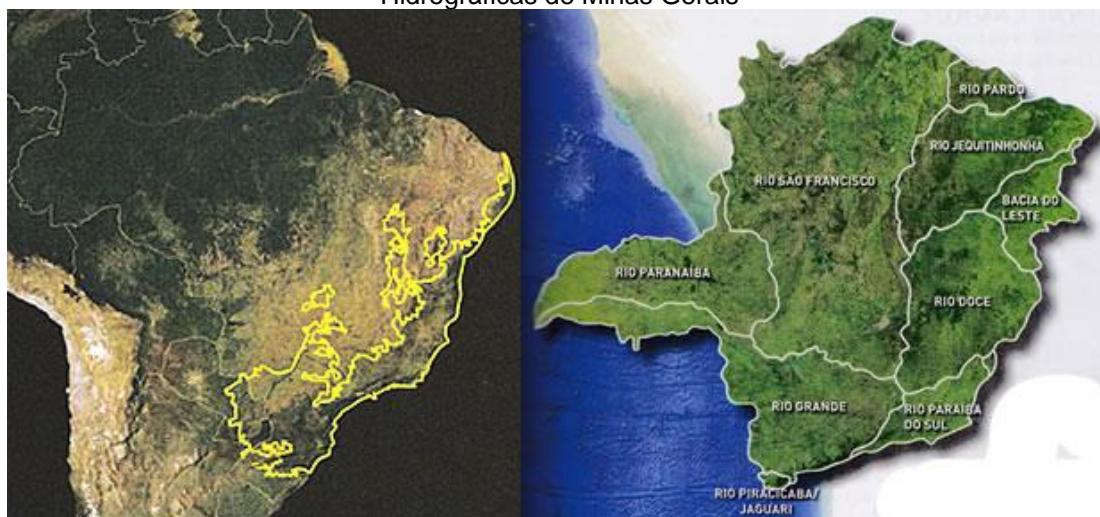 Hidrográficas de Minas Gerais
RIO PARDO
RIO JEQUITINHONHA
RIO SÃO FRANCISCO
BACIA DO
LESTE
RIO PARANAÍBA
RIO DOCE
RIO GRANDE
RIO PARAÍBA
DO SUL
RIO PIRACICABA/
JAGUARI